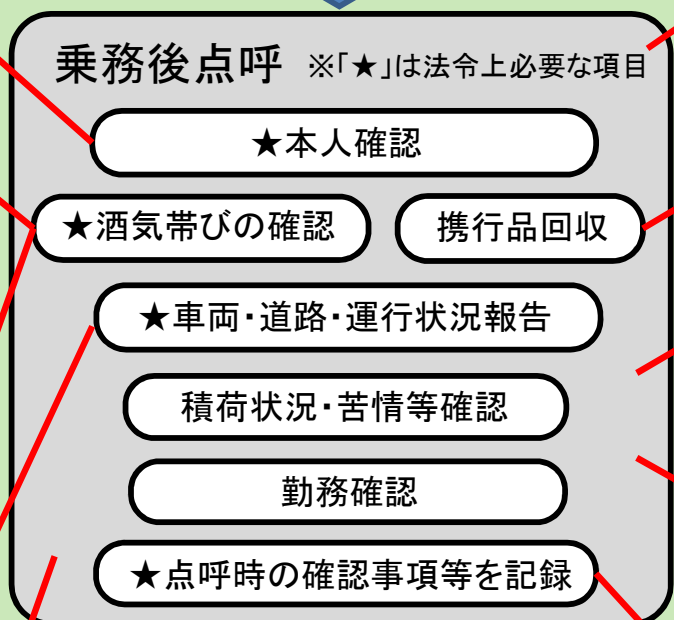 乗務後点呼 ※「★」は法令上必要な項目
★本人確認
★酒気帯びの確認 携行品回収
★車両・道路・運行状況報告
積荷状況・苦情等確認
勤務確認
★点呼時の確認事項等を記録